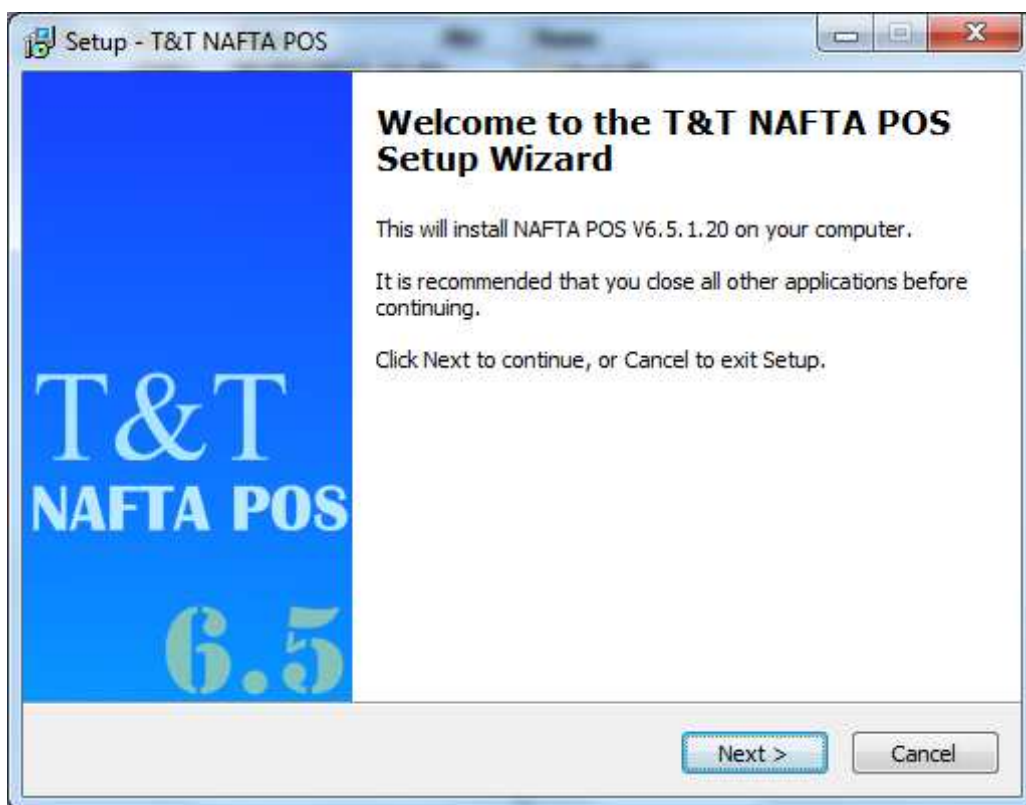 Setup - T&T NAFTA POS
Welcome to the T&T NAFTA POS
Setup Wizard
This will install NAFTA POS V6.5.1.20 on your computer.
It is recommended that you close all other applications before
continuing.
Click Next to continue, or Cancel to exit Setup.
T&T
NAFTA POS
6.5
Next >
Cancel